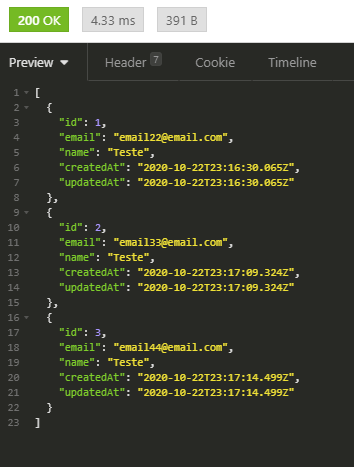 200 OK 4.33 ms 391 B
Preview Header 7 Cookie Timeline
1 [
2 {
3 "id": 1,
4 "email": "email22@email.com",
5 "name": "Teste",
6 "createdAt": "2020-10-22T23:16:30.065Z",
7 "updatedAt": "2020-10-22T23:16:30.065Z"
8 },
9 {
10 "id": 2,
11 "email": "email33@email.com",
12 "name": "Teste",
13 "createdAt": "2020-10-22T23:17:09.324Z",
14 "updatedAt": "2020-10-22T23:17:09.324Z"
15 },
16 {
17 "id": 3,
18 "email": "email44@email.com",
19 "name": "Teste",
20 "createdAt": "2020-10-22T23:17:14.499Z",
21 "updatedAt": "2020-10-22T23:17:14.499Z"
22 }
23 ]